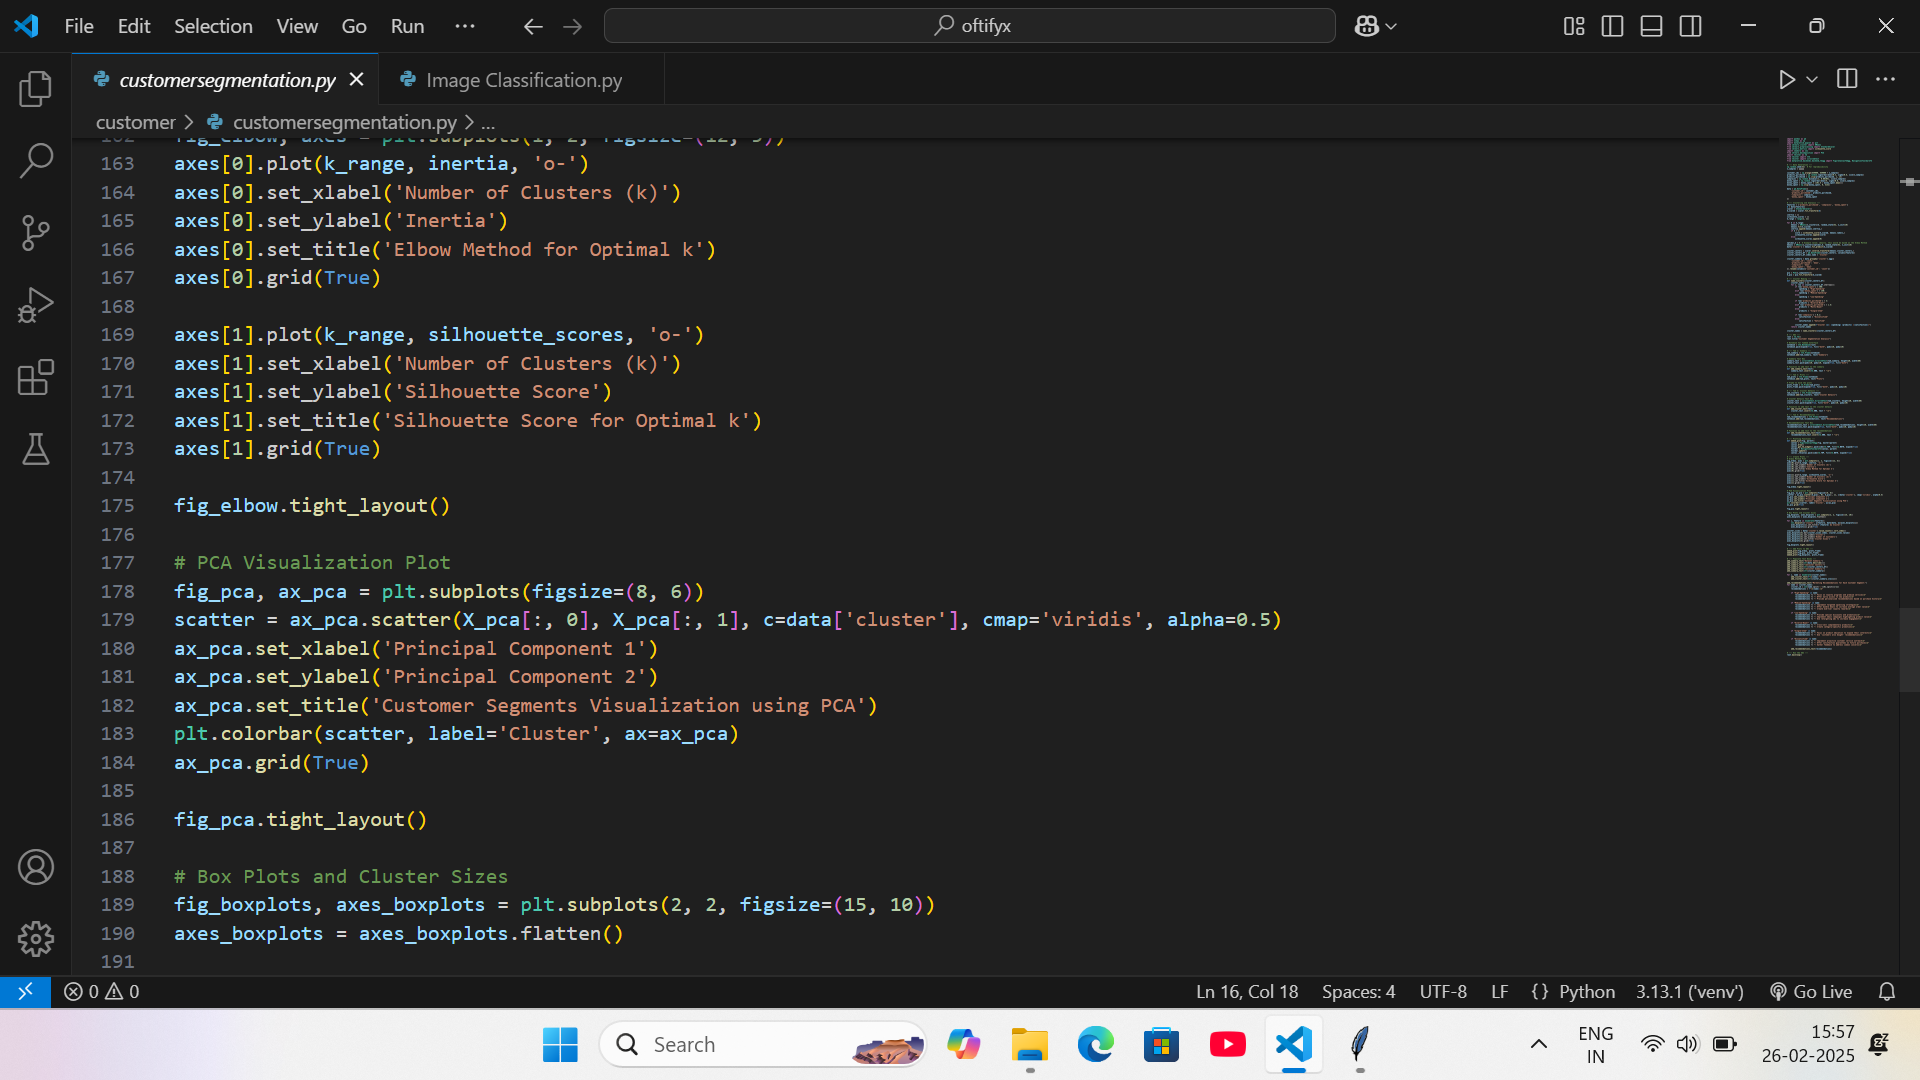 File Edit Selection View Go Run ··· oftifyx
customersegmentation.py Image Classification.py
customer > customersegmentation.py > ...
162 fig_elbow, axes = plt.subplots(1, 2, figsize=(12, 5))
163 axes[0].plot(k_range, inertia, 'o-')
164 axes[0].set_xlabel('Number of Clusters (k)')
165 axes[0].set_ylabel('Inertia')
166 axes[0].set_title('Elbow Method for Optimal k')
167 axes[0].grid(True)
168
169 axes[1].plot(k_range, silhouette_scores, 'o-')
170 axes[1].set_xlabel('Number of Clusters (k)')
171 axes[1].set_ylabel('Silhouette Score')
172 axes[1].set_title('Silhouette Score for Optimal k')
173 axes[1].grid(True)
174
175 fig_elbow.tight_layout()
176
177 # PCA Visualization Plot
178 fig_pca, ax_pca = plt.subplots(figsize=(8, 6))
179 scatter = ax_pca.scatter(X_pca[:, 0], X_pca[:, 1], c=data['cluster'], cmap='viridis', alpha=0.5)
180 ax_pca.set_xlabel('Principal Component 1')
181 ax_pca.set_ylabel('Principal Component 2')
182 ax_pca.set_title('Customer Segments Visualization using PCA')
183 plt.colorbar(scatter, label='Cluster', ax=ax_pca)
184 ax_pca.grid(True)
185
186 fig_pca.tight_layout()
187
188 # Box Plots and Cluster Sizes
189 fig_boxplots, axes_boxplots = plt.subplots(2, 2, figsize=(15, 10))
190 axes_boxplots = axes_boxplots.flatten()
191
0 0 Ln 16, Col 18 Spaces: 4 UTF-8 LF {} Python 3.13.1 ('venv') Go Live
Search ENG IN 15:57 26-02-2025